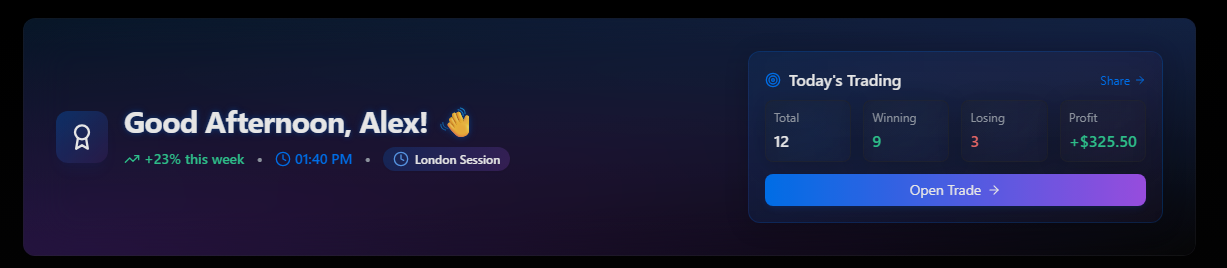 Good Afternoon, Alex! 👋
+23% this week • 01:40 PM • London Session
Today's Trading
Share →
Total
12
Winning
9
Losing
3
Profit
+$325.50
Open Trade →